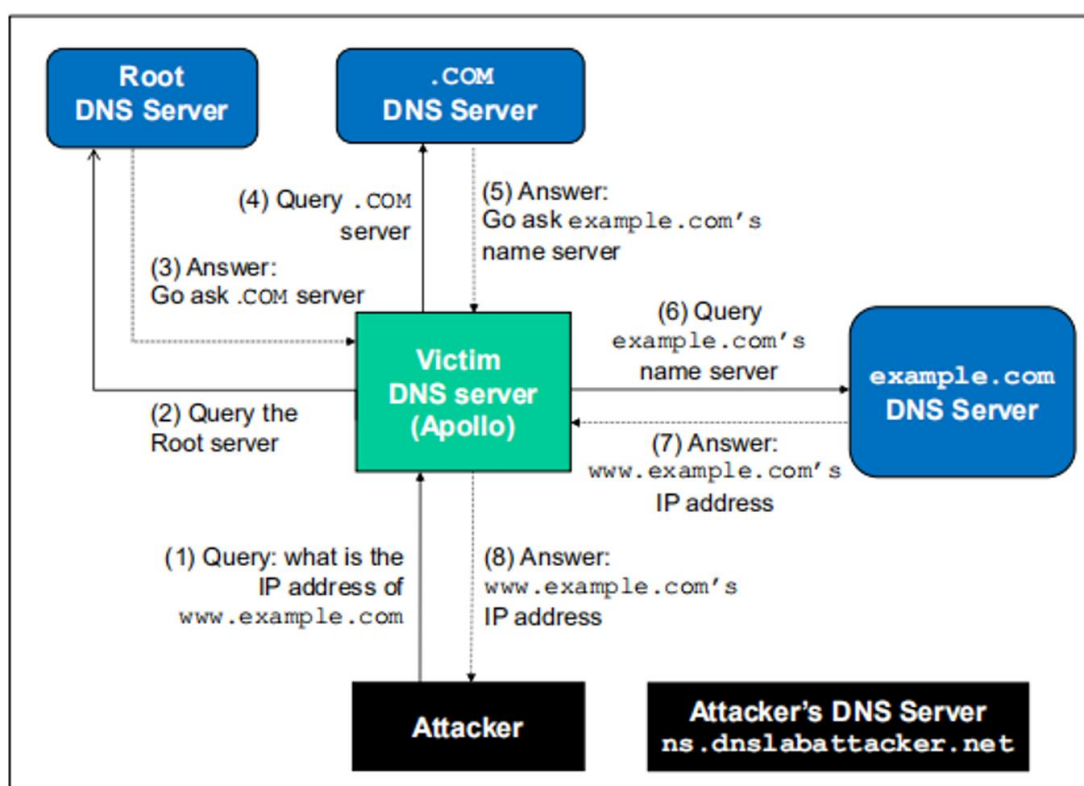 Root
DNS Server
.COM
DNS Server
(4) Query .COM
server
(5) Answer:
Go ask example.com's
name server
(3) Answer:
Go ask .COM server
(6) Query
example.com's
name server
Victim
DNS server
(Apollo)
example.com
DNS Server
(2) Query the
Root server
(7) Answer:
www.example.com's
IP address
(1) Query: what is the
IP address of
www.example.com
(8) Answer:
www.example.com's
IP address
Attacker
Attacker's DNS Server
ns.dnslabattacker.net